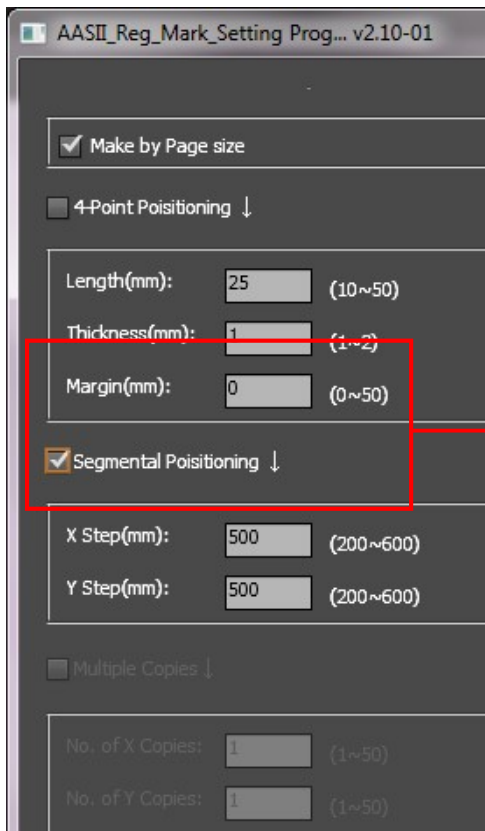 AASII_Reg_Mark_Setting Prog... v2.10-01
Make by Page size
4-Point Poisitioning ↓
Length(mm): 25 (10~50)
Thickness(mm): 1 (1~2)
Margin(mm): 0 (0~50)
Segmental Poisitioning ↓
X Step(mm): 500 (200~600)
Y Step(mm): 500 (200~600)
Multiple Copies ↓
No. of X Copies: 1 (1~50)
No. of Y Copies: 1 (1~50)